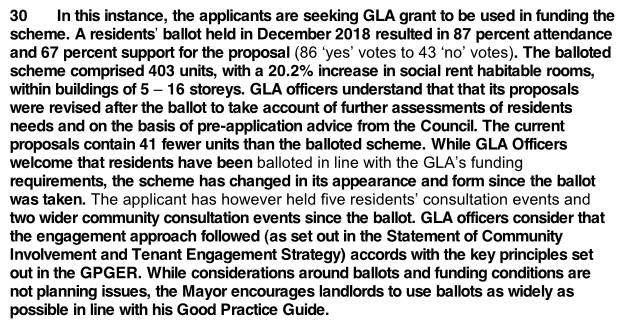 30 In this instance, the applicants are seeking GLA grant to be used in funding the
scheme. A residents' ballot held in December 2018 resulted in 87 percent attendance
and 67 percent support for the proposal (86 'yes' votes to 43 'no' votes). The balloted
scheme comprised 403 units, with a 20.2% increase in social rent habitable rooms,
within buildings of 5 – 16 storeys. GLA officers understand that that its proposals
were revised after the ballot to take account of further assessments of residents
needs and on the basis of pre-application advice from the Council. The current
proposals contain 41 fewer units than the balloted scheme. While GLA Officers
welcome that residents have been balloted in line with the GLA's funding
requirements, the scheme has changed in its appearance and form since the ballot
was taken. The applicant has however held five residents' consultation events and
two wider community consultation events since the ballot. GLA officers consider that
the engagement approach followed (as set out in the Statement of Community
Involvement and Tenant Engagement Strategy) accords with the key principles set
out in the GPGER. While considerations around ballots and funding conditions are
not planning issues, the Mayor encourages landlords to use ballots as widely as
possible in line with his Good Practice Guide.